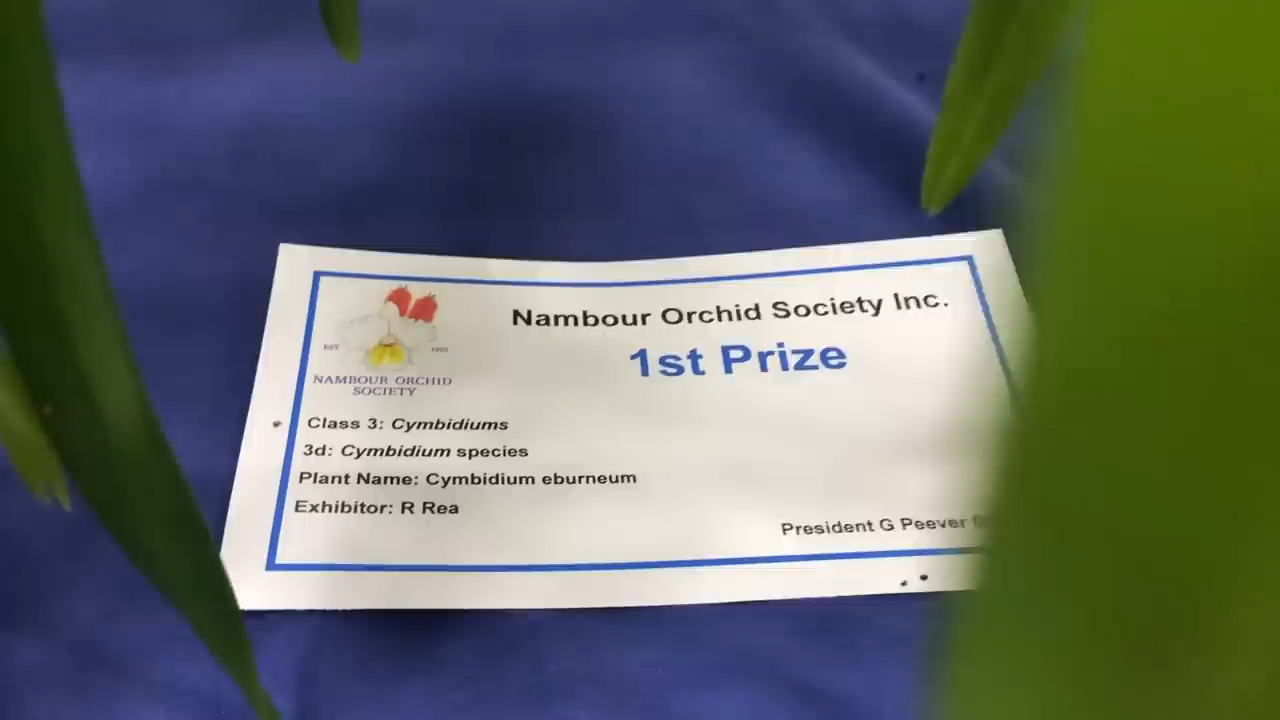 Nambour Orchid Society Inc.
1st Prize
EST
NAMBOUR ORCHID
SOCIETY
Class 3: Cymbidiums
3d: Cymbidium species
Plant Name: Cymbidium eburneum
Exhibitor: R Rea
President G Peever